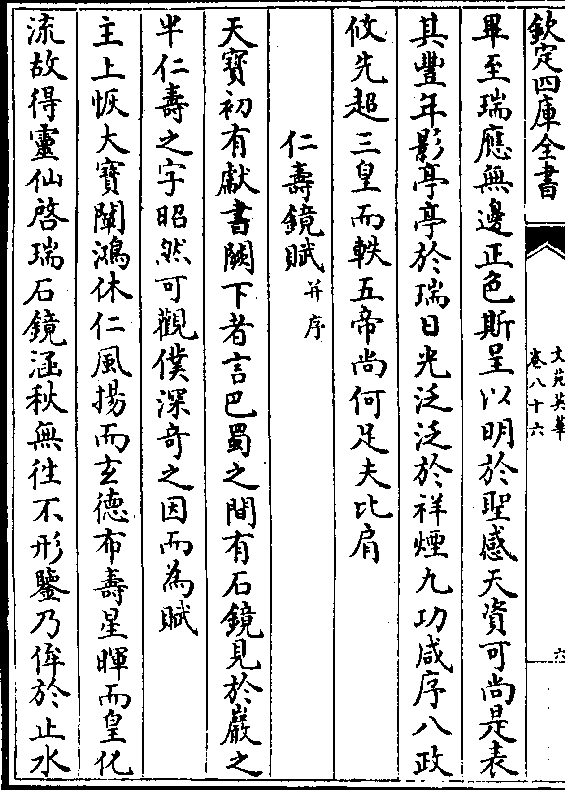 欽定四庫全書
文苑英華
卷八十六
六
畢至瑞應無邊正色斯呈以明於聖感天資可尚是表
其豐年影亭亭於瑞日光泛泛於祥煙九功咸序八政
攸先超三皇而軼五帝尚何足夫比肩
仁壽鏡賦并序
天寶初有獻書闕下者言巴蜀之間有石鏡見於巖之
半仁壽之字昭然可觀僕深奇之因而為賦
主上恢大寶闡鴻休仁風揚而玄德布壽星暉而皇化
流故得靈仙啓瑞石鏡涵秋無徃不形鑒乃侔於止水